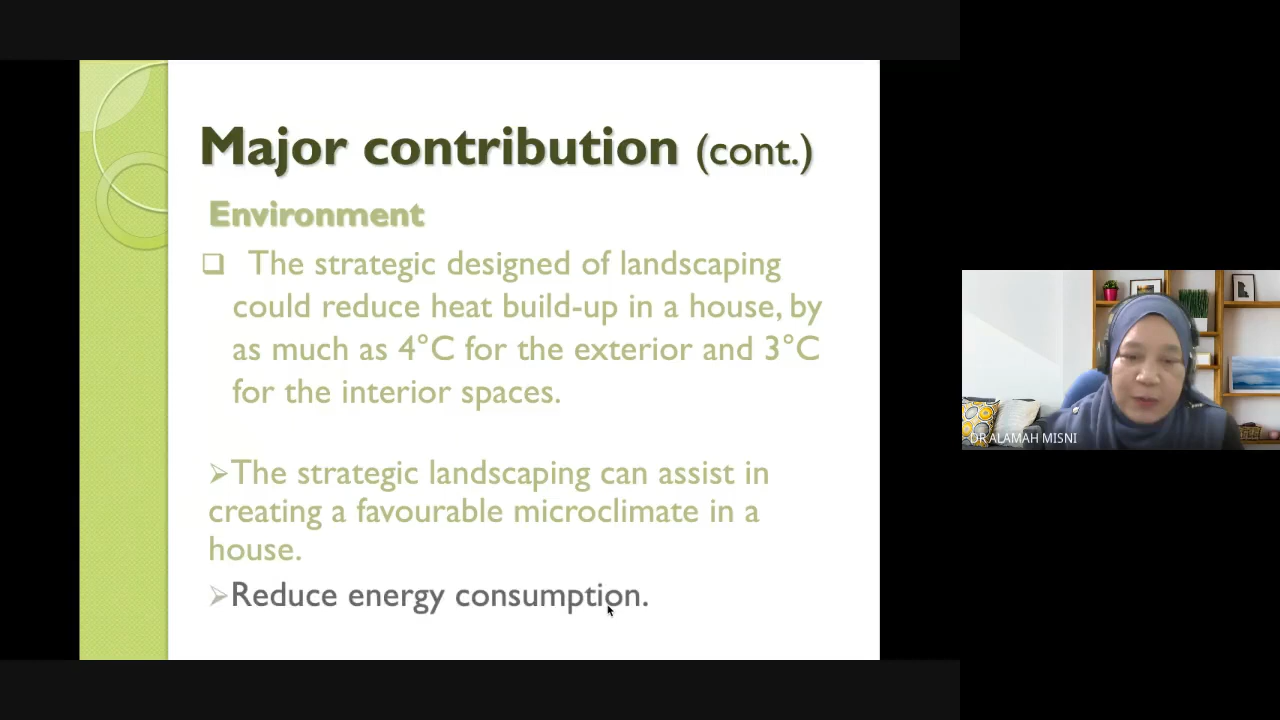 Major contribution (cont.)
Environment
❑ The strategic designed of landscaping
could reduce heat build-up in a house, by
as much as 4°C for the exterior and 3°C
for the interior spaces.
➢The strategic landscaping can assist in
creating a favourable microclimate in a
house.
➢Reduce energy consumption.
DR ALAMAH MISNI